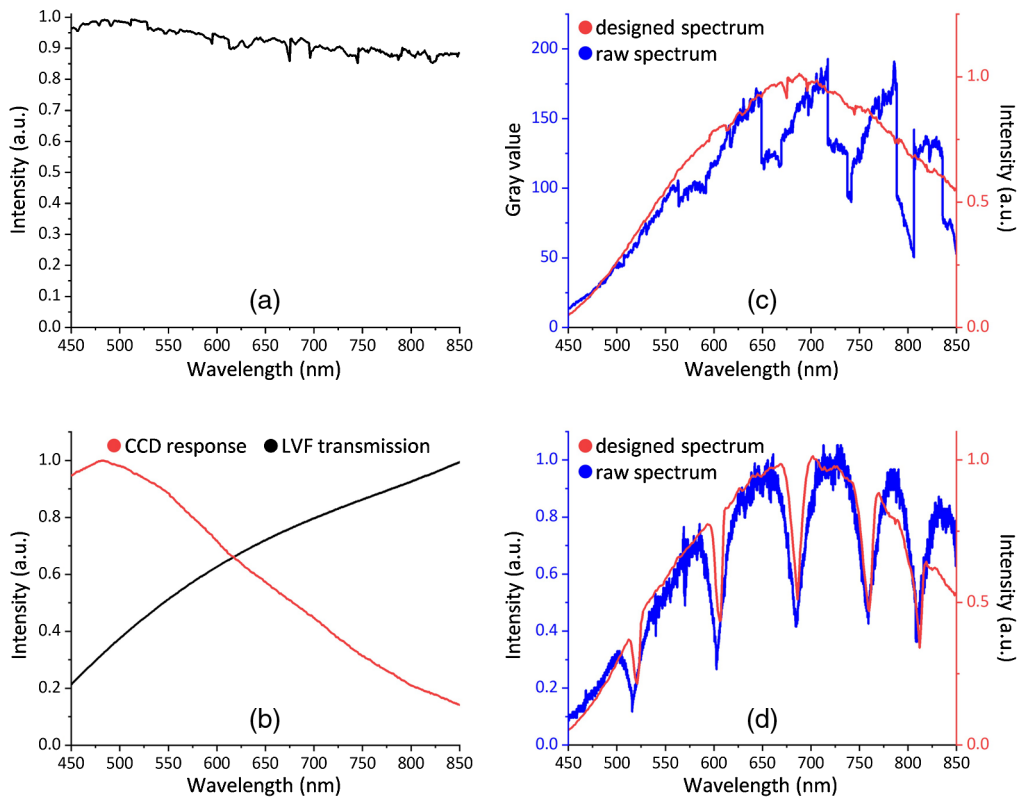 1.0
0.9
0.8
0.7
0.6
0.5
0.4
0.3
0.2
0.1
0.0
Intensity (a.u.)
(a)
450 500 550 600 650 700 750 800 850
Wavelength (nm)
designed spectrum
raw spectrum
200
150
100
50
0
Gray value
1.0
0.5
0.0
Intensity (a.u.)
(c)
450 500 550 600 650 700 750 800 850
Wavelength (nm)
CCD response LVF transmission
1.0
0.8
0.6
0.4
0.2
0.0
Intensity (a.u.)
(b)
450 500 550 600 650 700 750 800 850
Wavelength (nm)
designed spectrum
raw spectrum
1.0
0.8
0.6
0.4
0.2
0.0
Intensity (a.u.)
1.0
0.5
0.0
Intensity (a.u.)
(d)
450 500 550 600 650 700 750 800 850
Wavelength (nm)